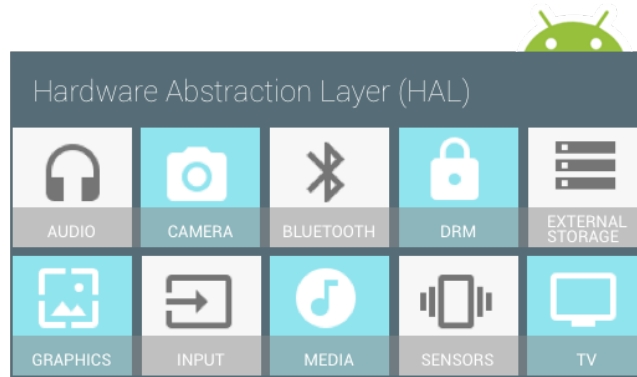 Hardware Abstraction Layer (HAL)
AUDIO
CAMERA
BLUETOOTH
DRM
EXTERNAL
STORAGE
GRAPHICS
INPUT
MEDIA
SENSORS
TV